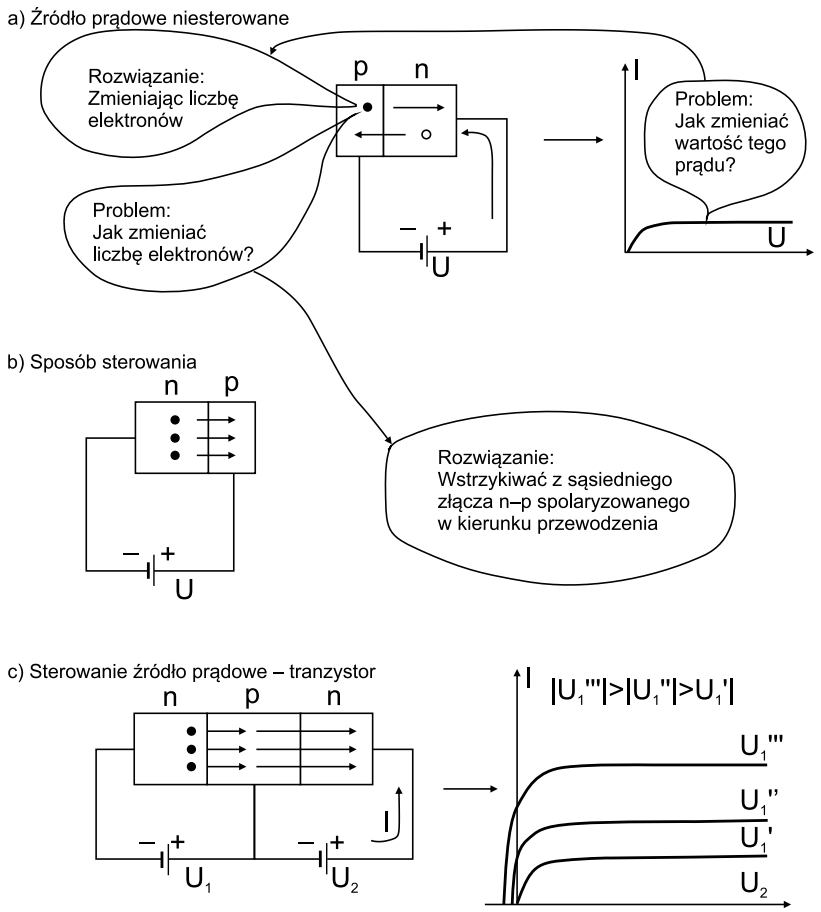 a) Źródło prądowe niesterowane
Rozwiązanie:
Zmieniając liczbę
elektronów
p n
I
Problem:
Jak zmieniać
wartość tego
prądu?
Problem:
Jak zmieniać
liczbę elektronów?
– +
U
U
b) Sposób sterowania
n p
Rozwiązanie:
Wstrzykiwać z sąsiedniego
złącza n–p spolaryzowanego
w kierunku przewodzenia
– +
U
c) Sterowanie źródło prądowe – tranzystor
n p n
I
|U₁'''|>|U₁''|>U₁'|
U₁'''
U₁''
U₁'
U₂
I
– + – +
U₁ U₂